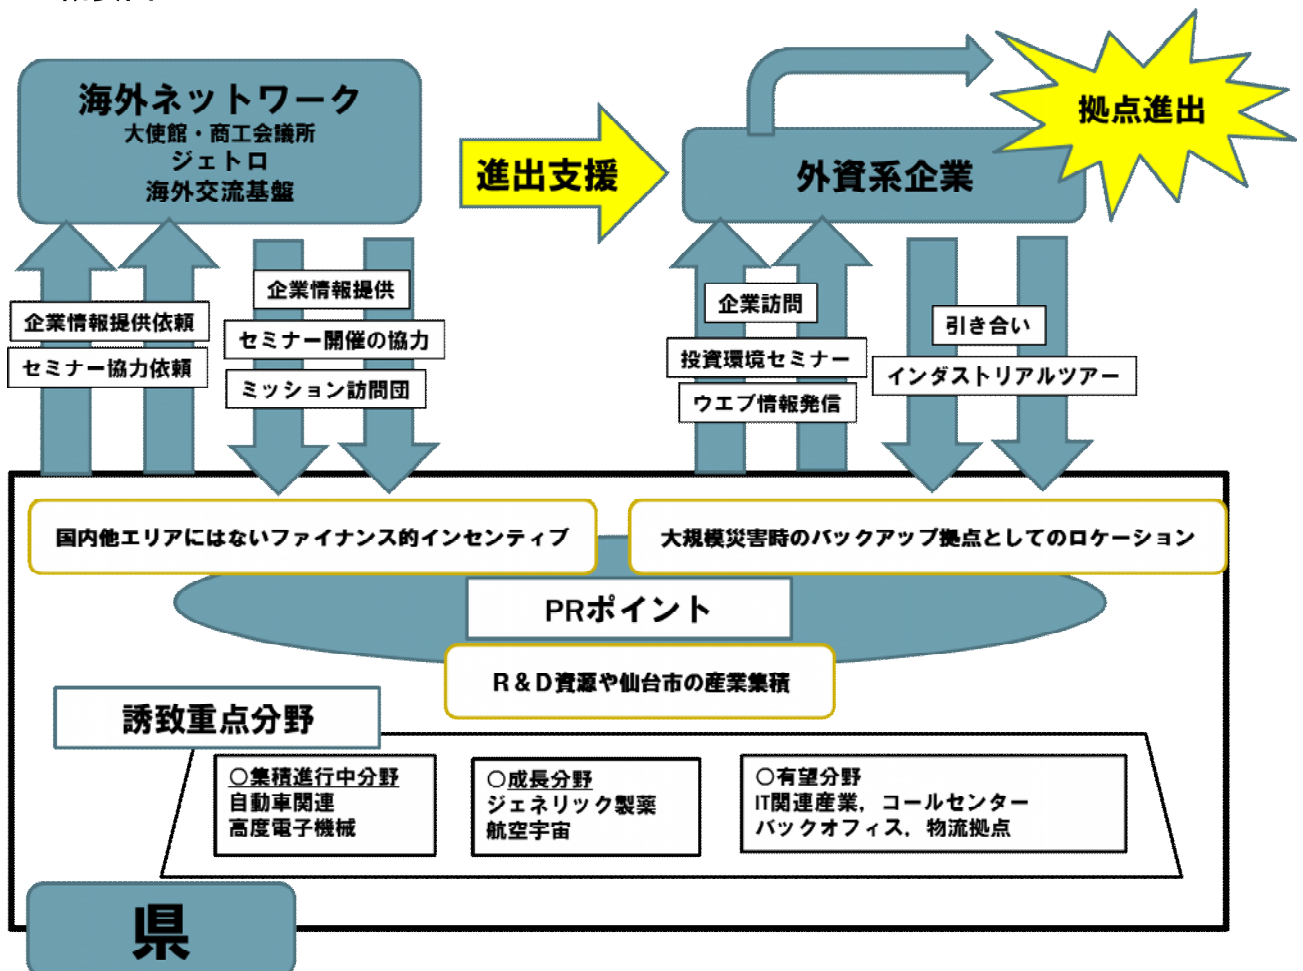 海外ネットワーク
大使館・商工会議所
ジェトロ
海外交流基盤
進出支援
外資系企業
拠点進出
企業情報提供依頼
セミナー協力依頼
企業情報提供
セミナー開催の協力
ミッション訪問団
企業訪問
投資環境セミナー
ウエブ情報発信
引き合い
インダストリアルツアー
国内他エリアにはないファイナンス的インセンティブ
大規模災害時のバックアップ拠点としてのロケーション
PRポイント
R＆D資源や仙台市の産業集積
誘致重点分野
○集積進行中分野
自動車関連
高度電子機械
○成長分野
ジェネリック製薬
航空宇宙
○有望分野
IT関連産業，コールセンター
バックオフィス，物流拠点
県